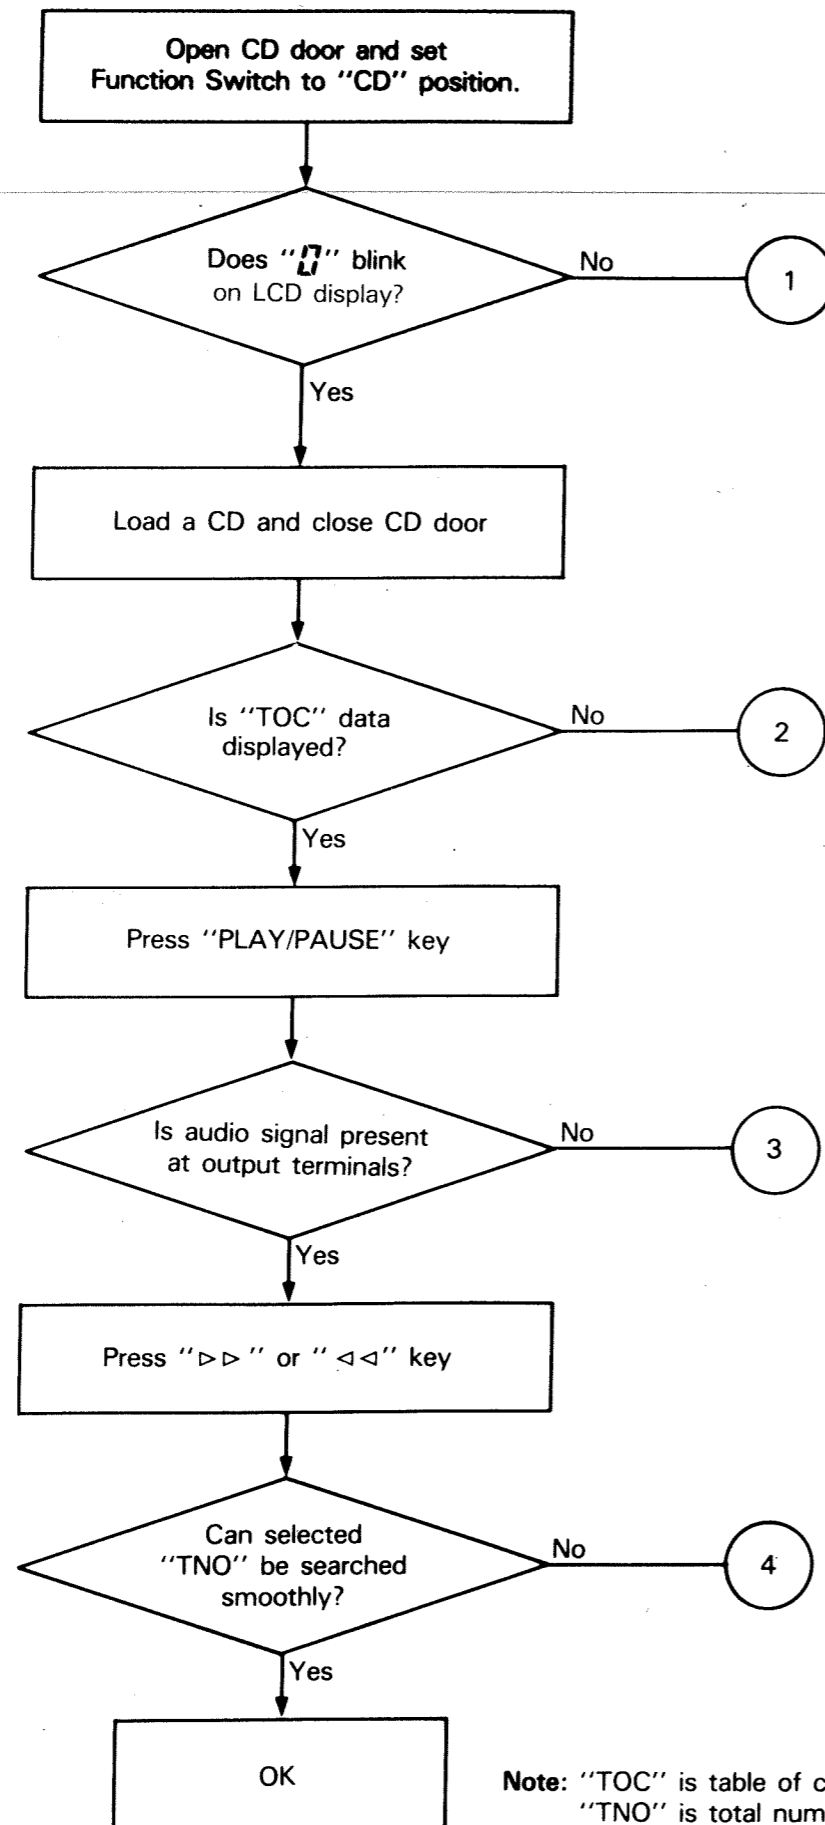 Open CD door and set
Function Switch to "CD" position.
Does "0" blink
on LCD display?
No
1
Yes
Load a CD and close CD door
Is "TOC" data
displayed?
No
2
Yes
Press "PLAY/PAUSE" key
Is audio signal present
at output terminals?
No
3
Yes
Press "▷▷" or "◁◁" key
Can selected
"TNO" be searched
smoothly?
No
4
Yes
OK
Note: "TOC" is table of c
"TNO" is total num